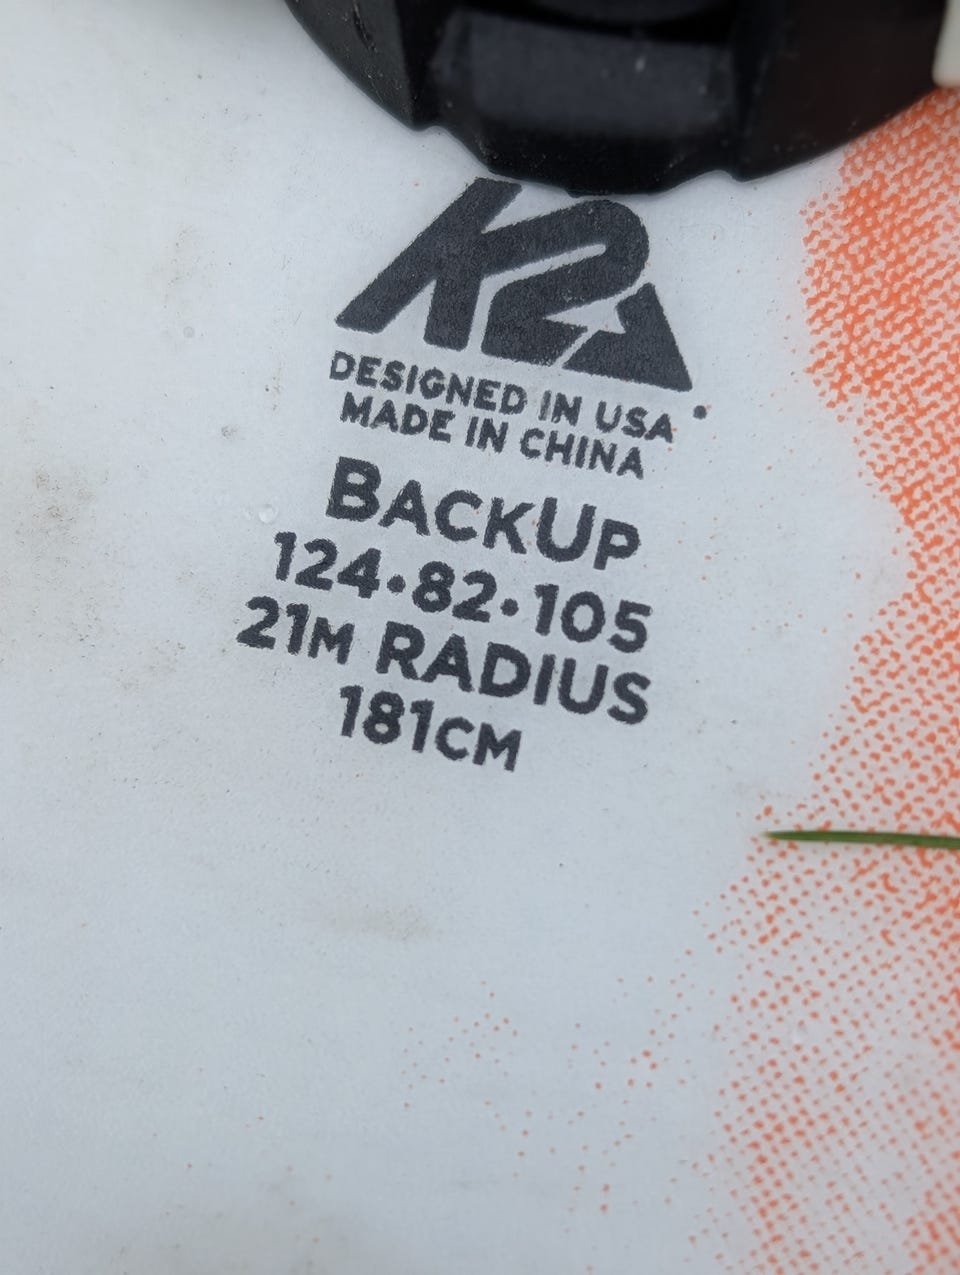 K2
DESIGNED IN USA
MADE IN CHINA
BACKUP
124•82•105
21M RADIUS
181CM